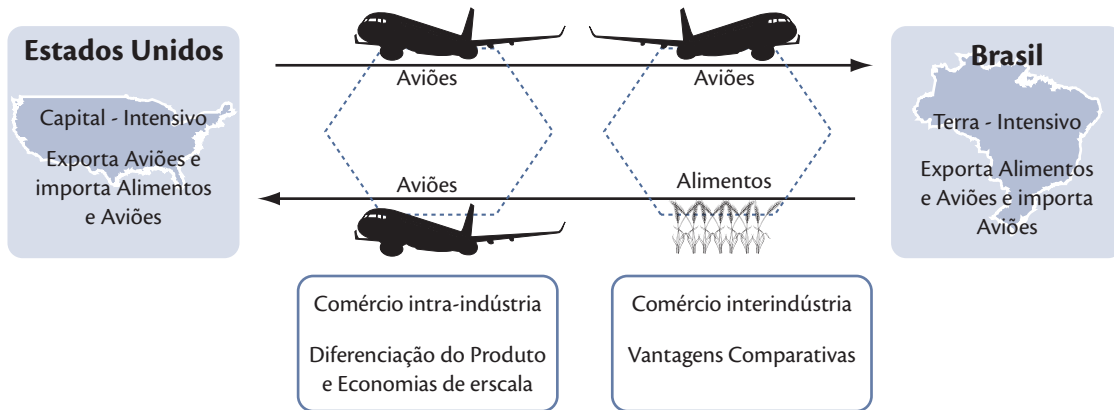 Estados Unidos
Capital - Intensivo
Exporta Aviões e
importa Alimentos
e Aviões
Aviões
Aviões
Aviões
Alimentos
Brasil
Terra - Intensivo
Exporta Alimentos
e Aviões e importa
Aviões
Comércio intra-indústria
Diferenciação do Produto
e Economias de erscala
Comércio interindústria
Vantagens Comparativas